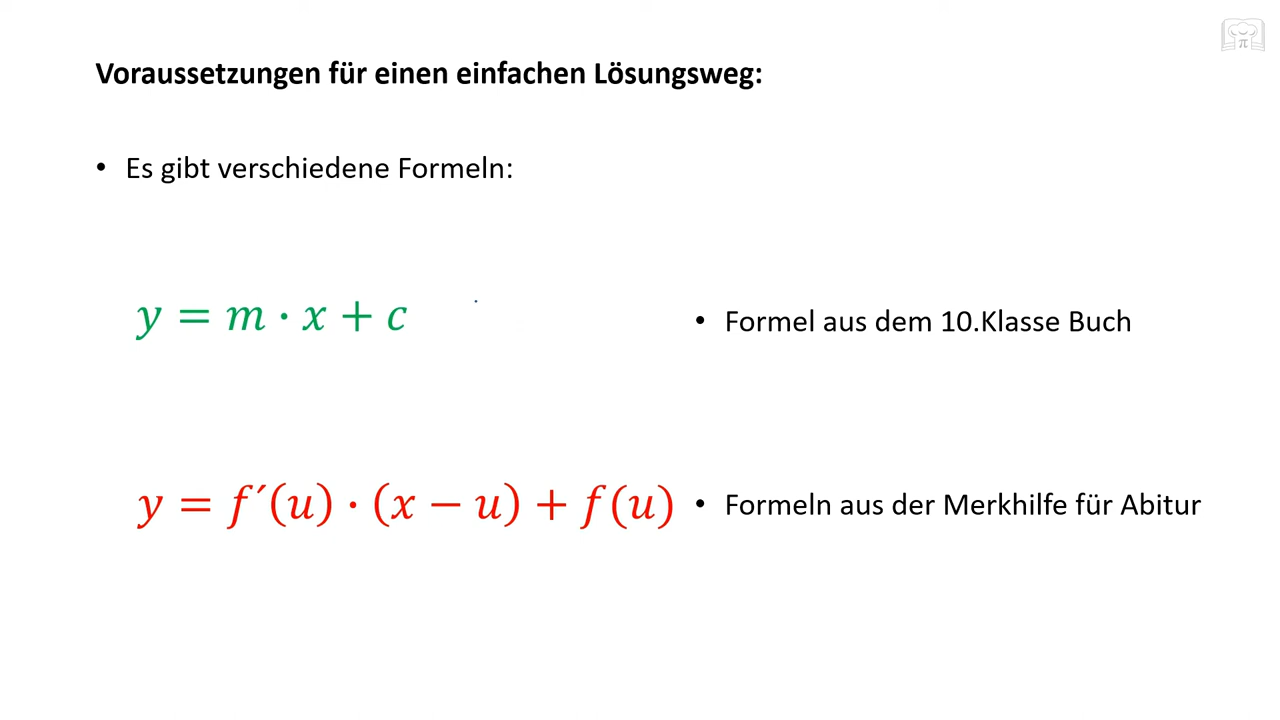 Voraussetzungen für einen einfachen Lösungsweg:
• Es gibt verschiedene Formeln:
y = m · x + c
• Formel aus dem 10.Klasse Buch
y = f´(u) · (x − u) + f(u)
• Formeln aus der Merkhilfe für Abitur
π